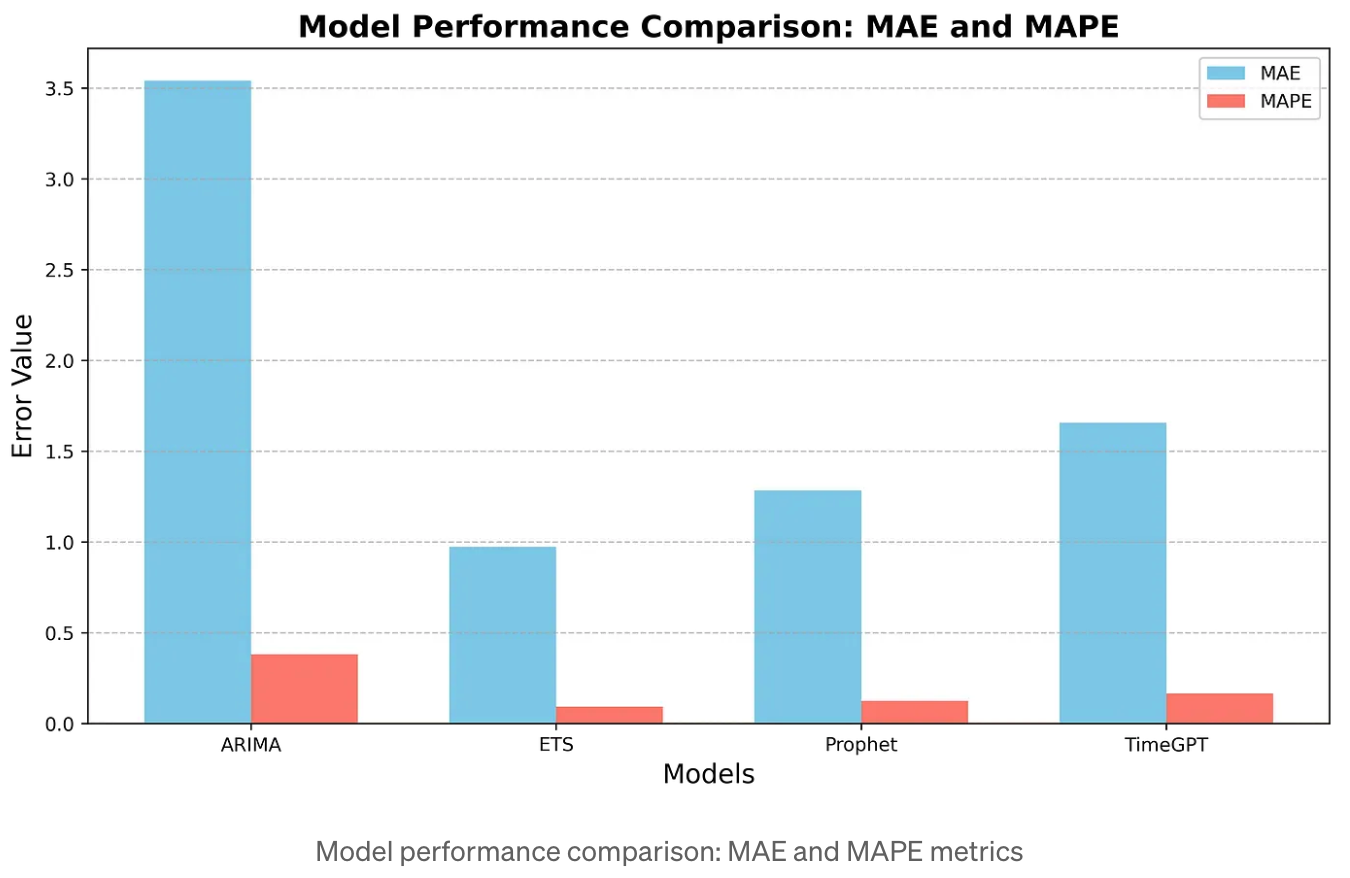 Model Performance Comparison: MAE and MAPE
MAE
MAPE
3.5
3.0
2.5
2.0
1.5
1.0
0.5
0.0
Error Value
ARIMA ETS Prophet TimeGPT
Models
Model performance comparison: MAE and MAPE metrics